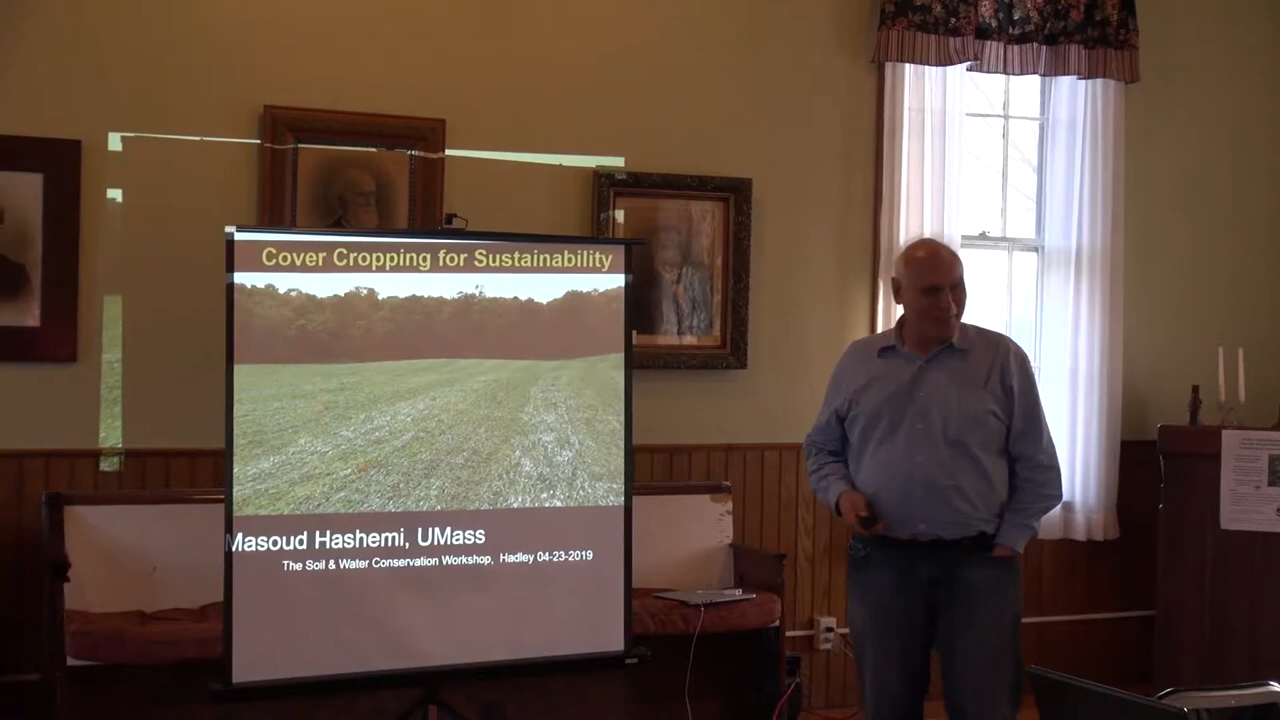 Cover Cropping for Sustainability
Masoud Hashemi, UMass
The Soil & Water Conservation Workshop, Hadley 04-23-2019